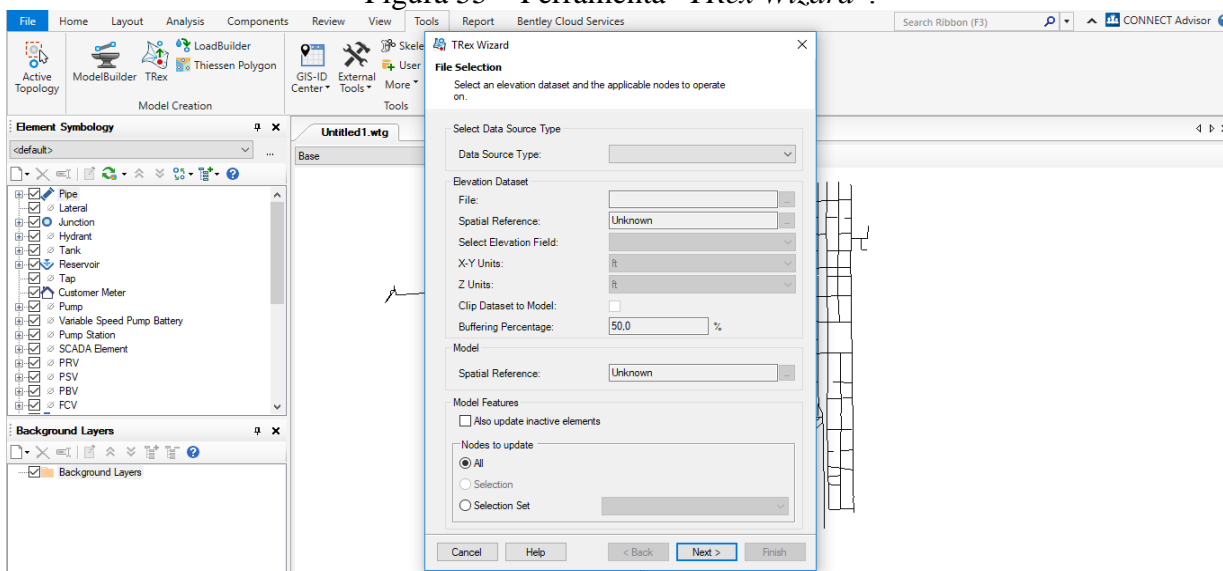 Figura 33 – Ferramenta "TRex Wizard".
File Home Layout Analysis Components Review View Tools Report Bentley Cloud Services Search Ribbon (F3) CONNECT Advisor
Active Topology
ModelBuilder
TRex
LoadBuilder
Thiessen Polygon
Model Creation
GIS-ID Center
External Tools
Skele
User
More
Tools
Element Symbology
<default>
...
Pipe
Lateral
Junction
Hydrant
Tank
Reservoir
Tap
Customer Meter
Pump
Variable Speed Pump Battery
Pump Station
SCADA Element
PRV
PSV
PBV
FCV
Background Layers
Background Layers
Untitled1.wtg
Base
TRex Wizard
File Selection
Select an elevation dataset and the applicable nodes to operate
on.
Select Data Source Type
Data Source Type:
Elevation Dataset
File: ...
Spatial Reference: Unknown ...
Select Elevation Field:
X-Y Units: ft
Z Units: ft
Clip Dataset to Model:
Buffering Percentage: 50,0 %
Model
Spatial Reference: Unknown ...
Model Features
Also update inactive elements
Nodes to update
All
Selection
Selection Set
Cancel Help < Back Next > Finish